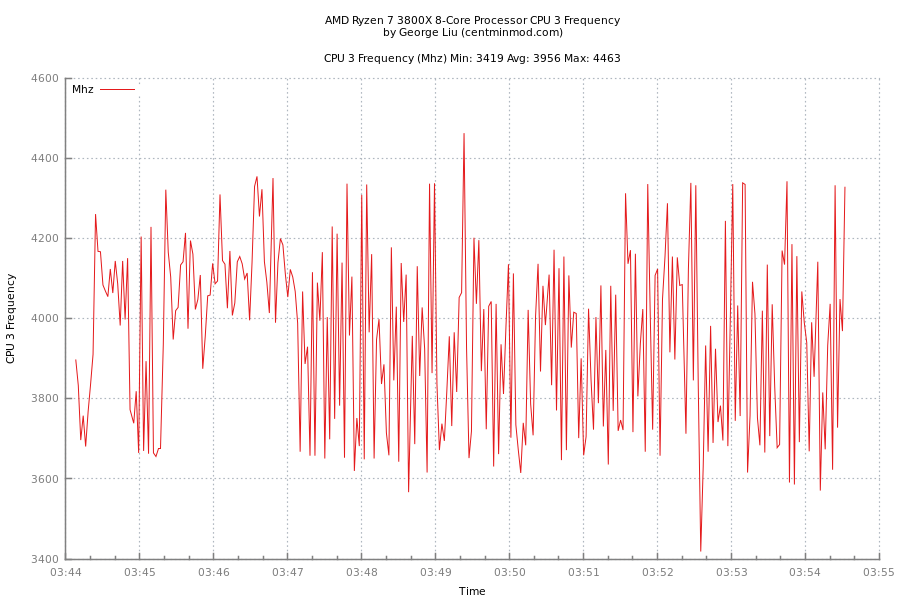 AMD Ryzen 7 3800X 8-Core Processor CPU 3 Frequency
by George Liu (centminmod.com)
CPU 3 Frequency (Mhz) Min: 3419 Avg: 3956 Max: 4463
Mhz
4600
4400
4200
4000
3800
3600
3400
CPU 3 Frequency
03:44 03:45 03:46 03:47 03:48 03:49 03:50 03:51 03:52 03:53 03:54 03:55
Time